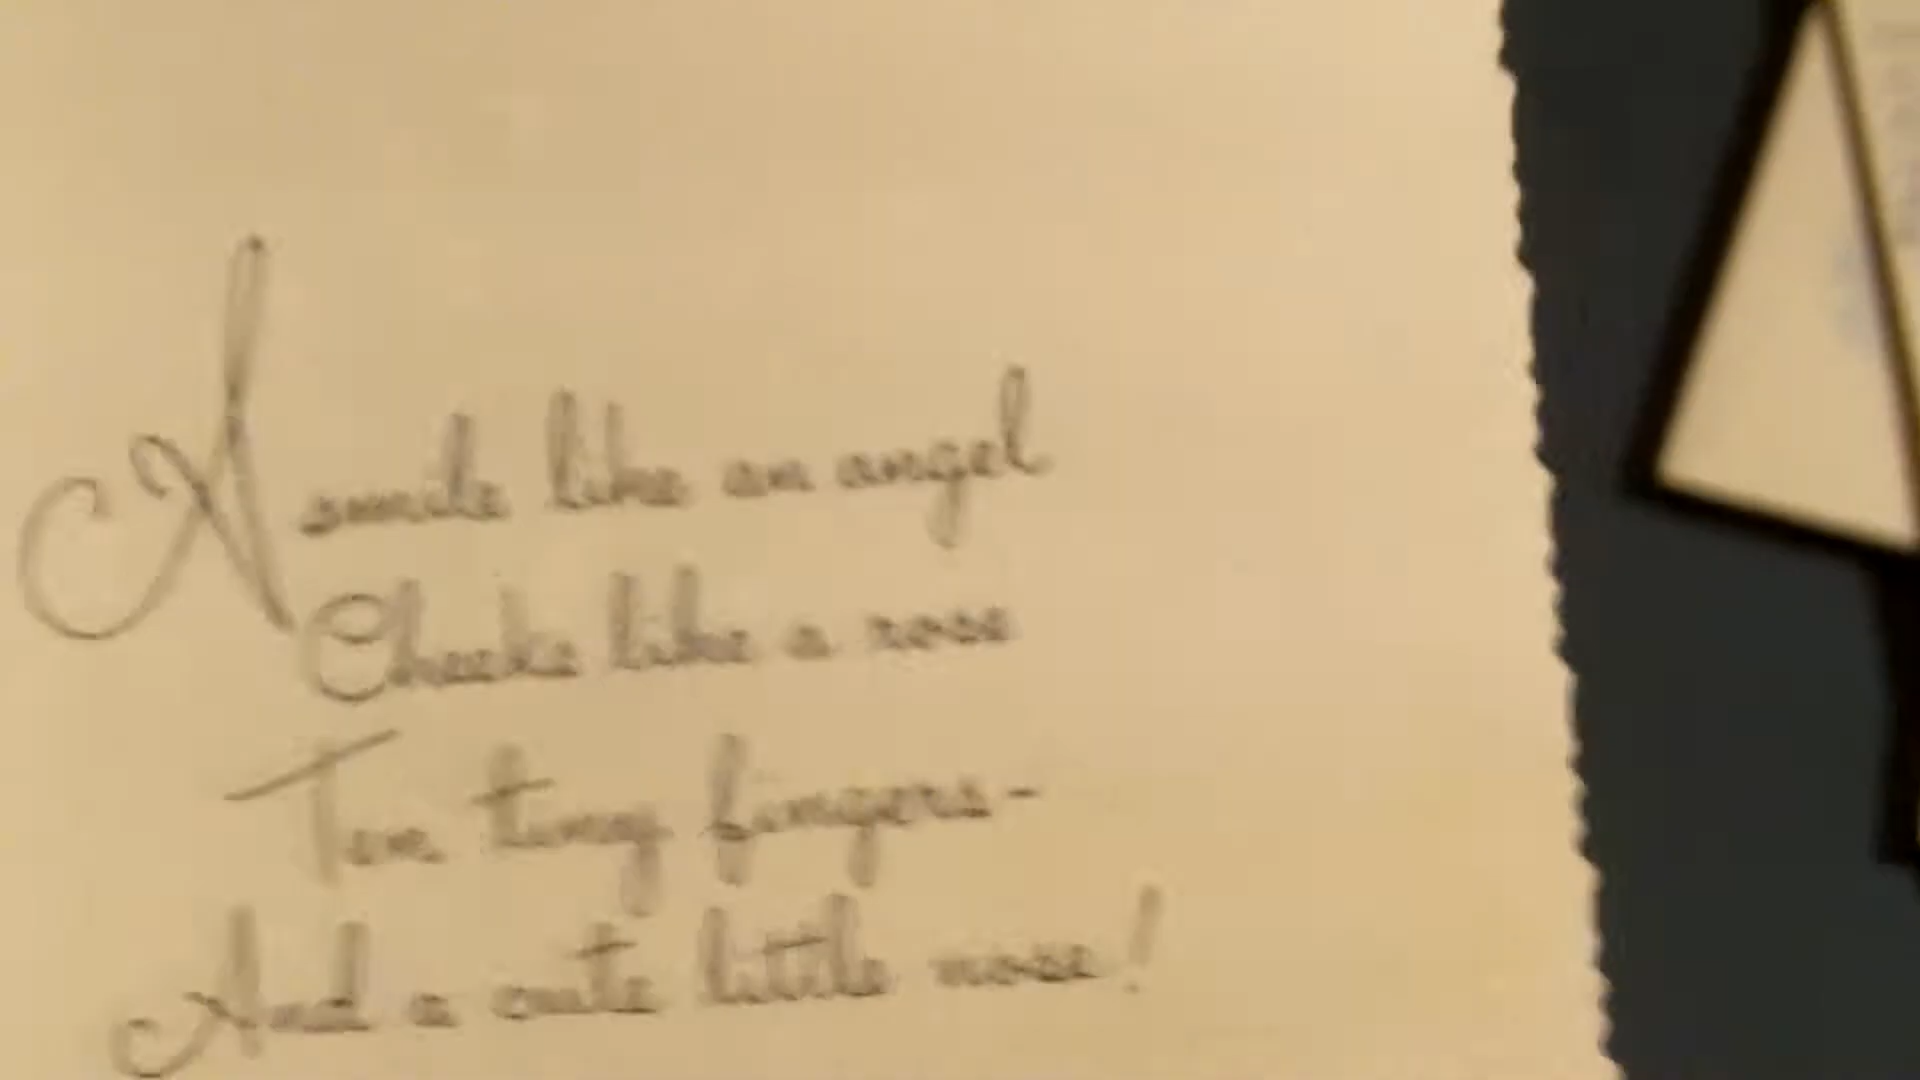 A smile like an angel
Cheeks like a rose
Ten tiny fingers-
And a cute little nose!